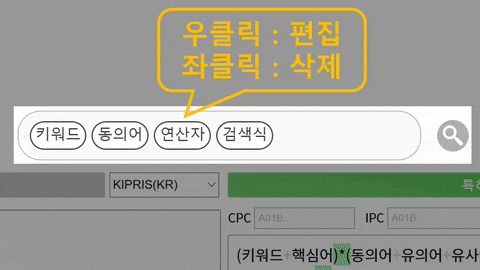 우클릭 : 편집
좌클릭 : 삭제
키워드 동의어 연산자 검색식
KIPRIS(KR) 특허
CPC A01B IPC A01B
(키워드+핵심어)*(동의어+유의어+유사